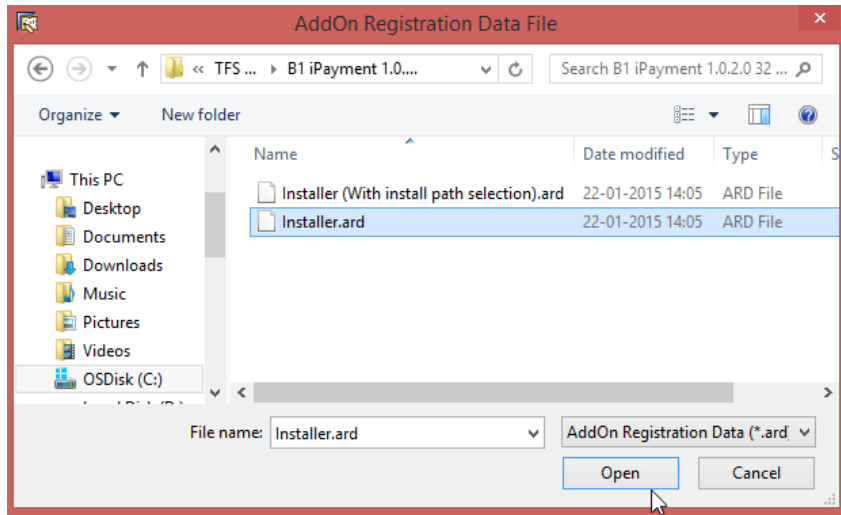 AddOn Registration Data File
« TFS ... B1 iPayment 1.0....
Search B1 iPayment 1.0.2.0 32 ...
Organize New folder
Name Date modified Type S
This PC
Desktop
Documents
Downloads
Music
Pictures
Videos
OSDisk (C:)
Installer (With install path selection).ard 22-01-2015 14:05 ARD File
Installer.ard 22-01-2015 14:05 ARD File
File name: Installer.ard AddOn Registration Data (*.ard
Open Cancel